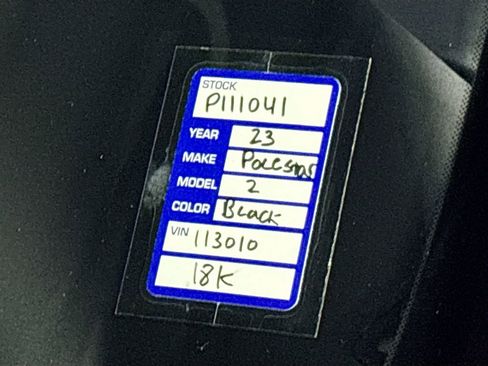 STOCK
P111041
YEAR 23
MAKE Polestar
MODEL 2
COLOR Black
VIN 113010
18K